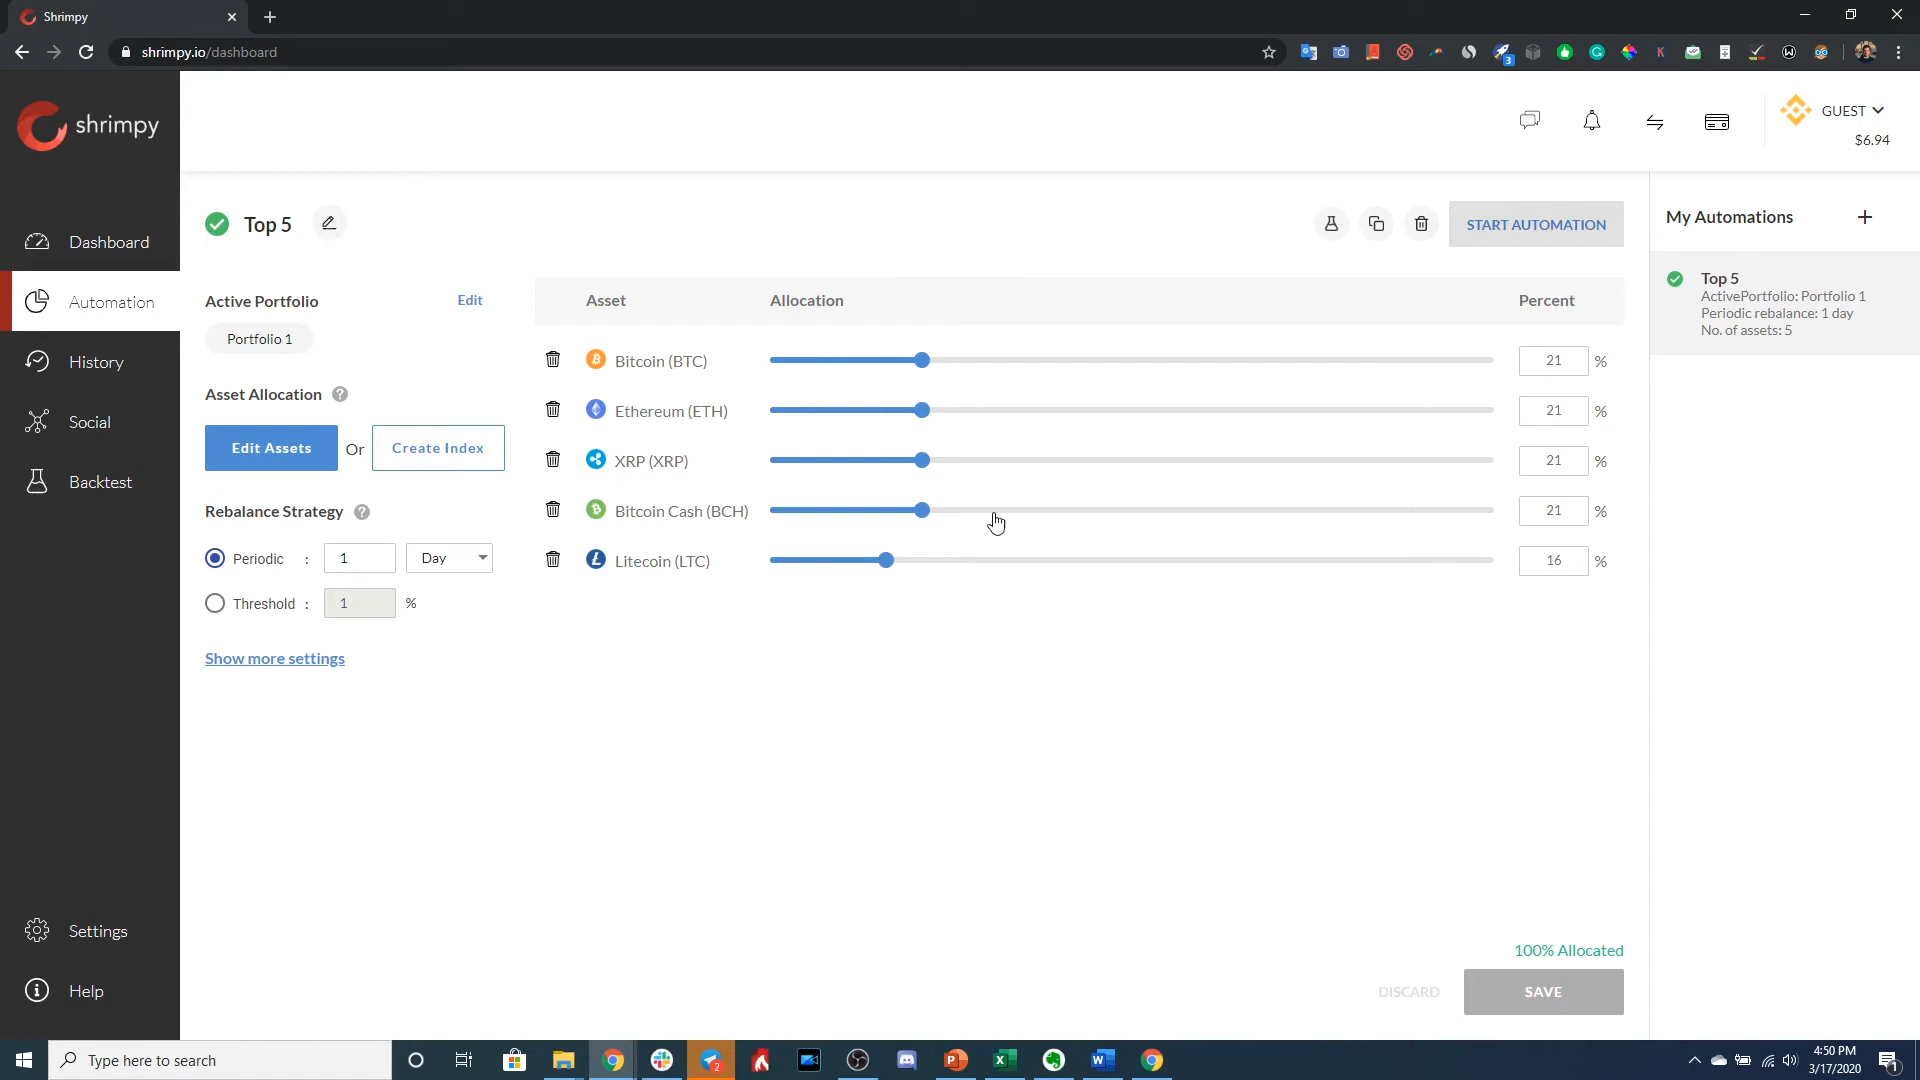 Shrimpy
shrimpy.io/dashboard
3
shrimpy
GUEST
$6.94
Dashboard
Automation
History
Social
Backtest
Settings
Help
Top 5
START AUTOMATION
Active Portfolio
Edit
Portfolio 1
Asset Allocation ?
Edit Assets Or Create Index
Rebalance Strategy ?
Periodic : 1 Day
Threshold : 1 %
Show more settings
Asset Allocation Percent
Bitcoin (BTC) 21 %
Ethereum (ETH) 21 %
XRP (XRP) 21 %
Bitcoin Cash (BCH) 21 %
Litecoin (LTC) 16 %
100% Allocated
DISCARD SAVE
My Automations +
Top 5
ActivePortfolio: Portfolio 1
Periodic rebalance: 1 day
No. of assets: 5
Type here to search
2
4:50 PM
3/17/2020
1